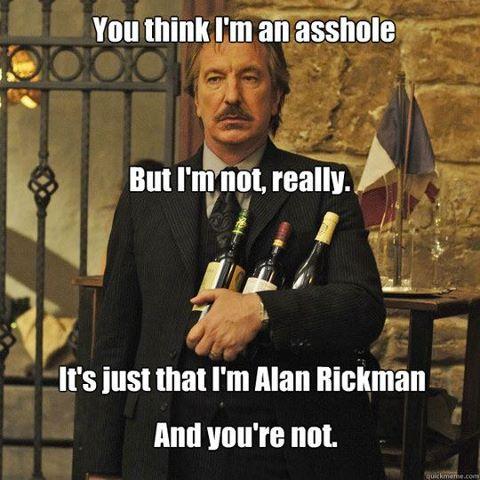 You think I'm an asshole
But I'm not, really.
It's just that I'm Alan Rickman
And you're not.
quickmeme.com